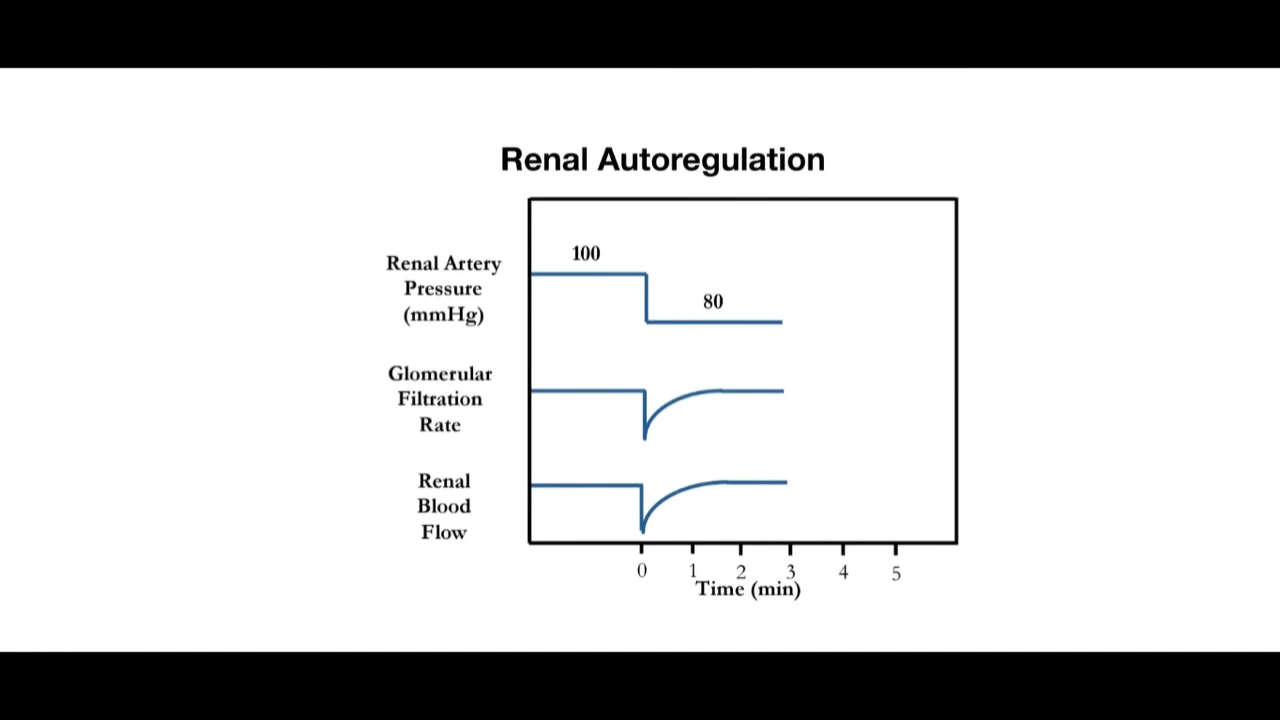 Renal Autoregulation
100
Renal Artery
Pressure
(mmHg)
80
Glomerular
Filtration
Rate
Renal
Blood
Flow
0 1 2 3 4 5
Time (min)